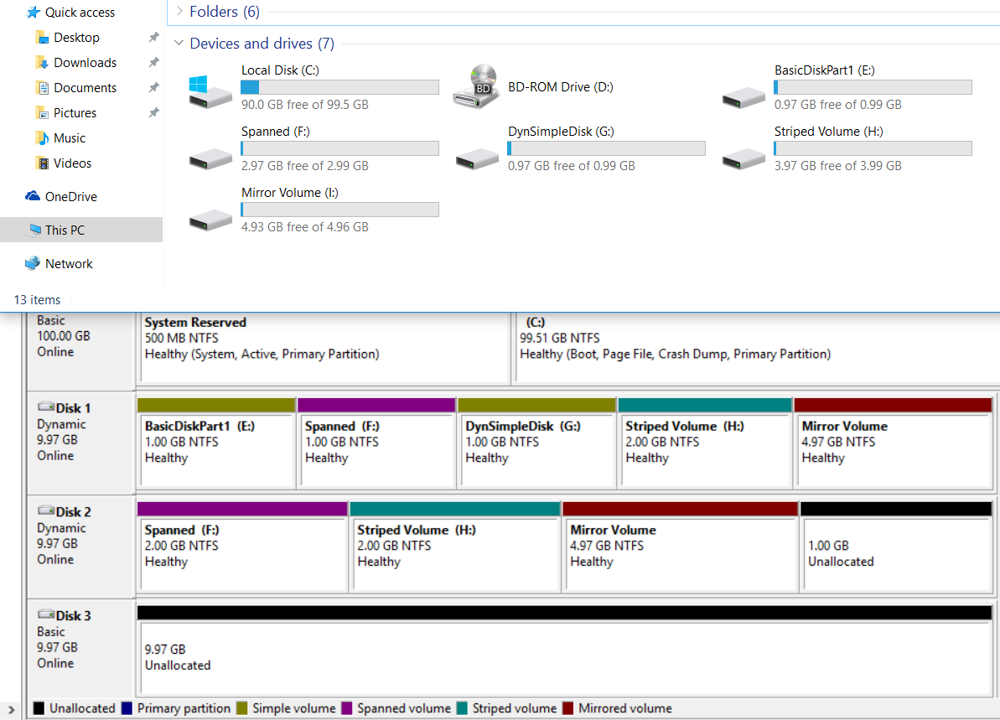 Quick access
Desktop
Downloads
Documents
Pictures
Music
Videos
OneDrive
This PC
Network
13 items
Folders (6)
Devices and drives (7)
Local Disk (C:)
90.0 GB free of 99.5 GB
BD
BD-ROM Drive (D:)
BasicDiskPart1 (E:)
0.97 GB free of 0.99 GB
Spanned (F:)
2.97 GB free of 2.99 GB
DynSimpleDisk (G:)
0.97 GB free of 0.99 GB
Striped Volume (H:)
3.97 GB free of 3.99 GB
Mirror Volume (I:)
4.93 GB free of 4.96 GB
Basic
100.00 GB
Online
System Reserved
500 MB NTFS
Healthy (System, Active, Primary Partition)
(C:)
99.51 GB NTFS
Healthy (Boot, Page File, Crash Dump, Primary Partition)
Disk 1
Dynamic
9.97 GB
Online
BasicDiskPart1 (E:)
1.00 GB NTFS
Healthy
Spanned (F:)
1.00 GB NTFS
Healthy
DynSimpleDisk (G:)
1.00 GB NTFS
Healthy
Striped Volume (H:)
2.00 GB NTFS
Healthy
Mirror Volume
4.97 GB NTFS
Healthy
Disk 2
Dynamic
9.97 GB
Online
Spanned (F:)
2.00 GB NTFS
Healthy
Striped Volume (H:)
2.00 GB NTFS
Healthy
Mirror Volume
4.97 GB NTFS
Healthy
1.00 GB
Unallocated
Disk 3
Basic
9.97 GB
Online
9.97 GB
Unallocated
Unallocated
Primary partition
Simple volume
Spanned volume
Striped volume
Mirrored volume